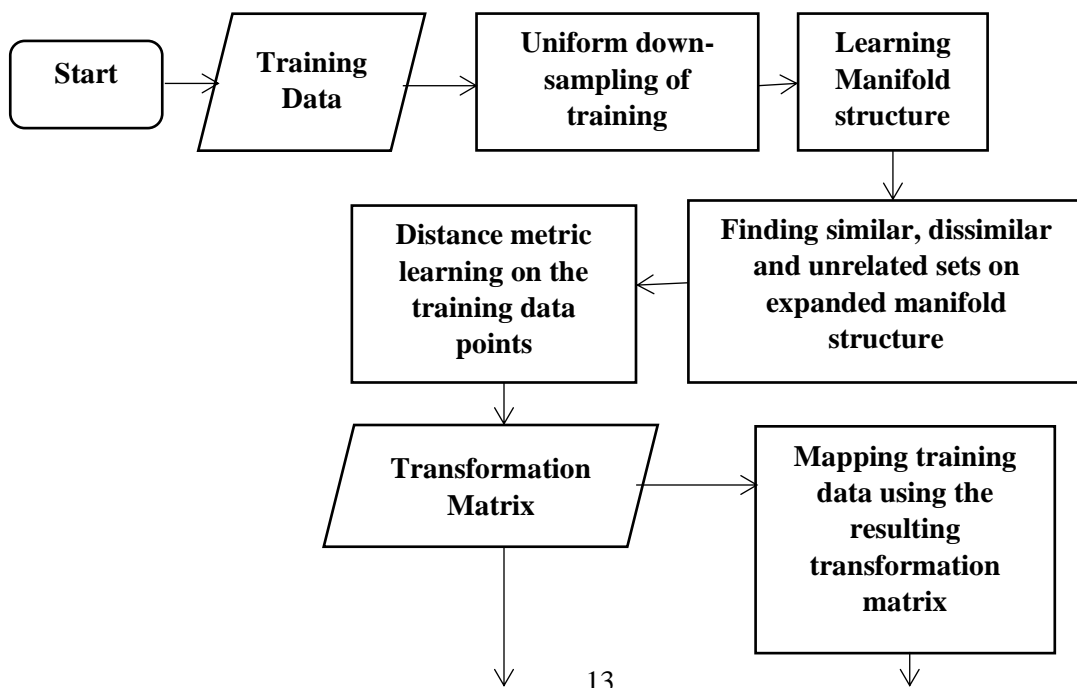 Start
Training
Data
Uniform down-
sampling of
training
Learning
Manifold
structure
Finding similar, dissimilar
and unrelated sets on
expanded manifold
structure
Distance metric
learning on the
training data
points
Transformation
Matrix
Mapping training
data using the
resulting
transformation
matrix
13